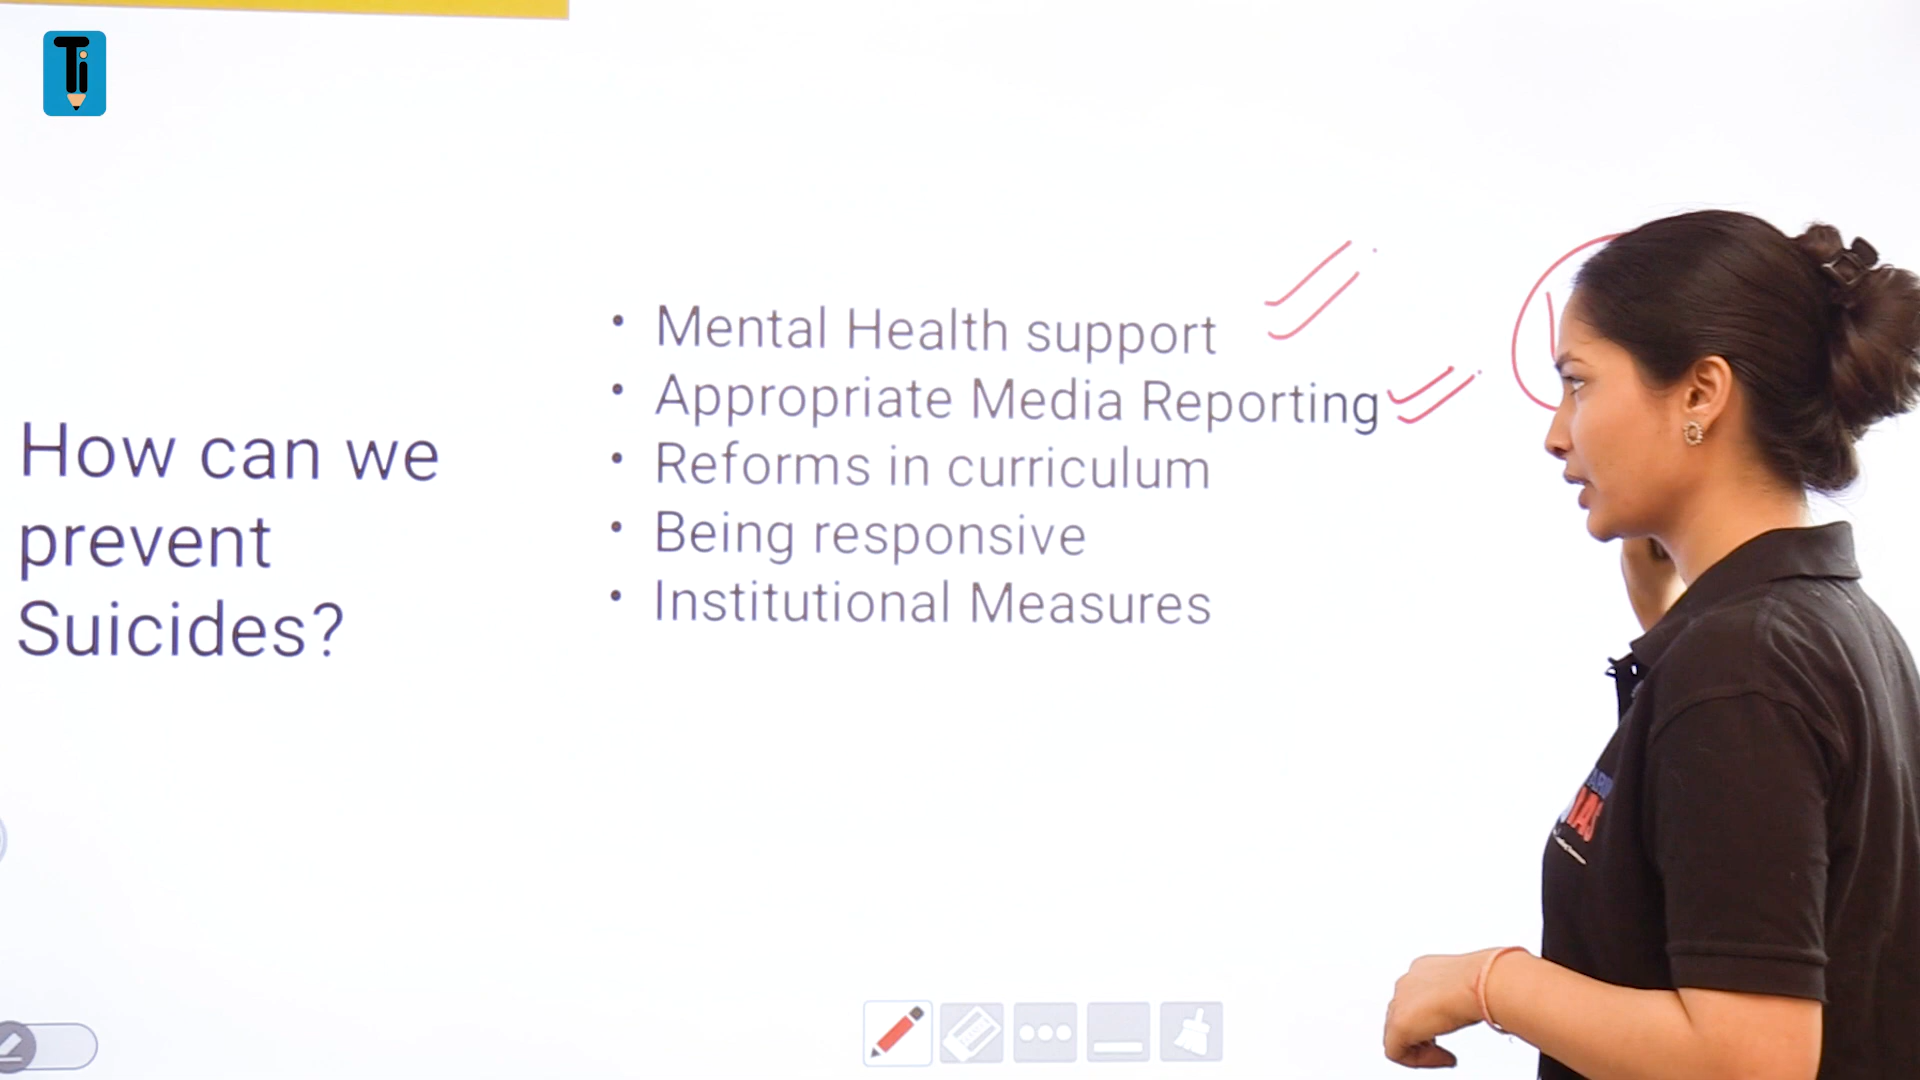 Ti
How can we
prevent
Suicides?
• Mental Health support
• Appropriate Media Reporting
• Reforms in curriculum
• Being responsive
• Institutional Measures